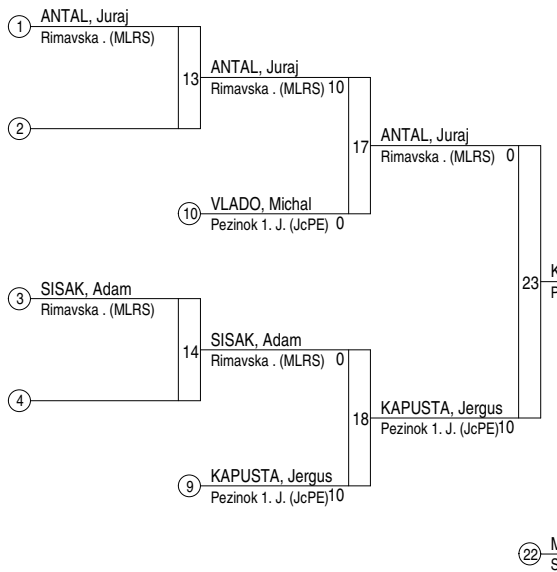 1 ANTAL, Juraj
Rimavska . (MLRS)
13 ANTAL, Juraj
Rimavska . (MLRS) 10
2
17 ANTAL, Juraj
Rimavska . (MLRS) 0
10 VLADO, Michal
Pezinok 1. J. (JcPE) 0
23 K
P
3 SISAK, Adam
Rimavska . (MLRS)
14 SISAK, Adam
Rimavska . (MLRS) 0
4
18 KAPUSTA, Jergus
Pezinok 1. J. (JcPE) 10
9 KAPUSTA, Jergus
Pezinok 1. J. (JcPE) 10
22 M
S